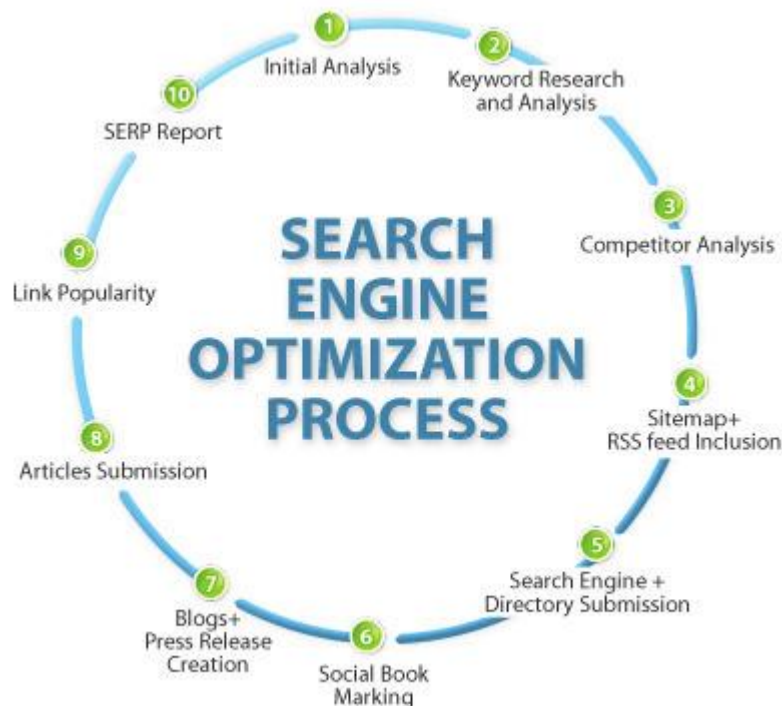 1
Initial Analysis
2
Keyword Research
and Analysis
3
Competitor Analysis
4
Sitemap+
RSS feed Inclusion
5
Search Engine +
Directory Submission
6
Social Book
Marking
7
Blogs+
Press Release
Creation
8
Articles Submission
9
Link Popularity
10
SERP Report
SEARCH
ENGINE
OPTIMIZATION
PROCESS